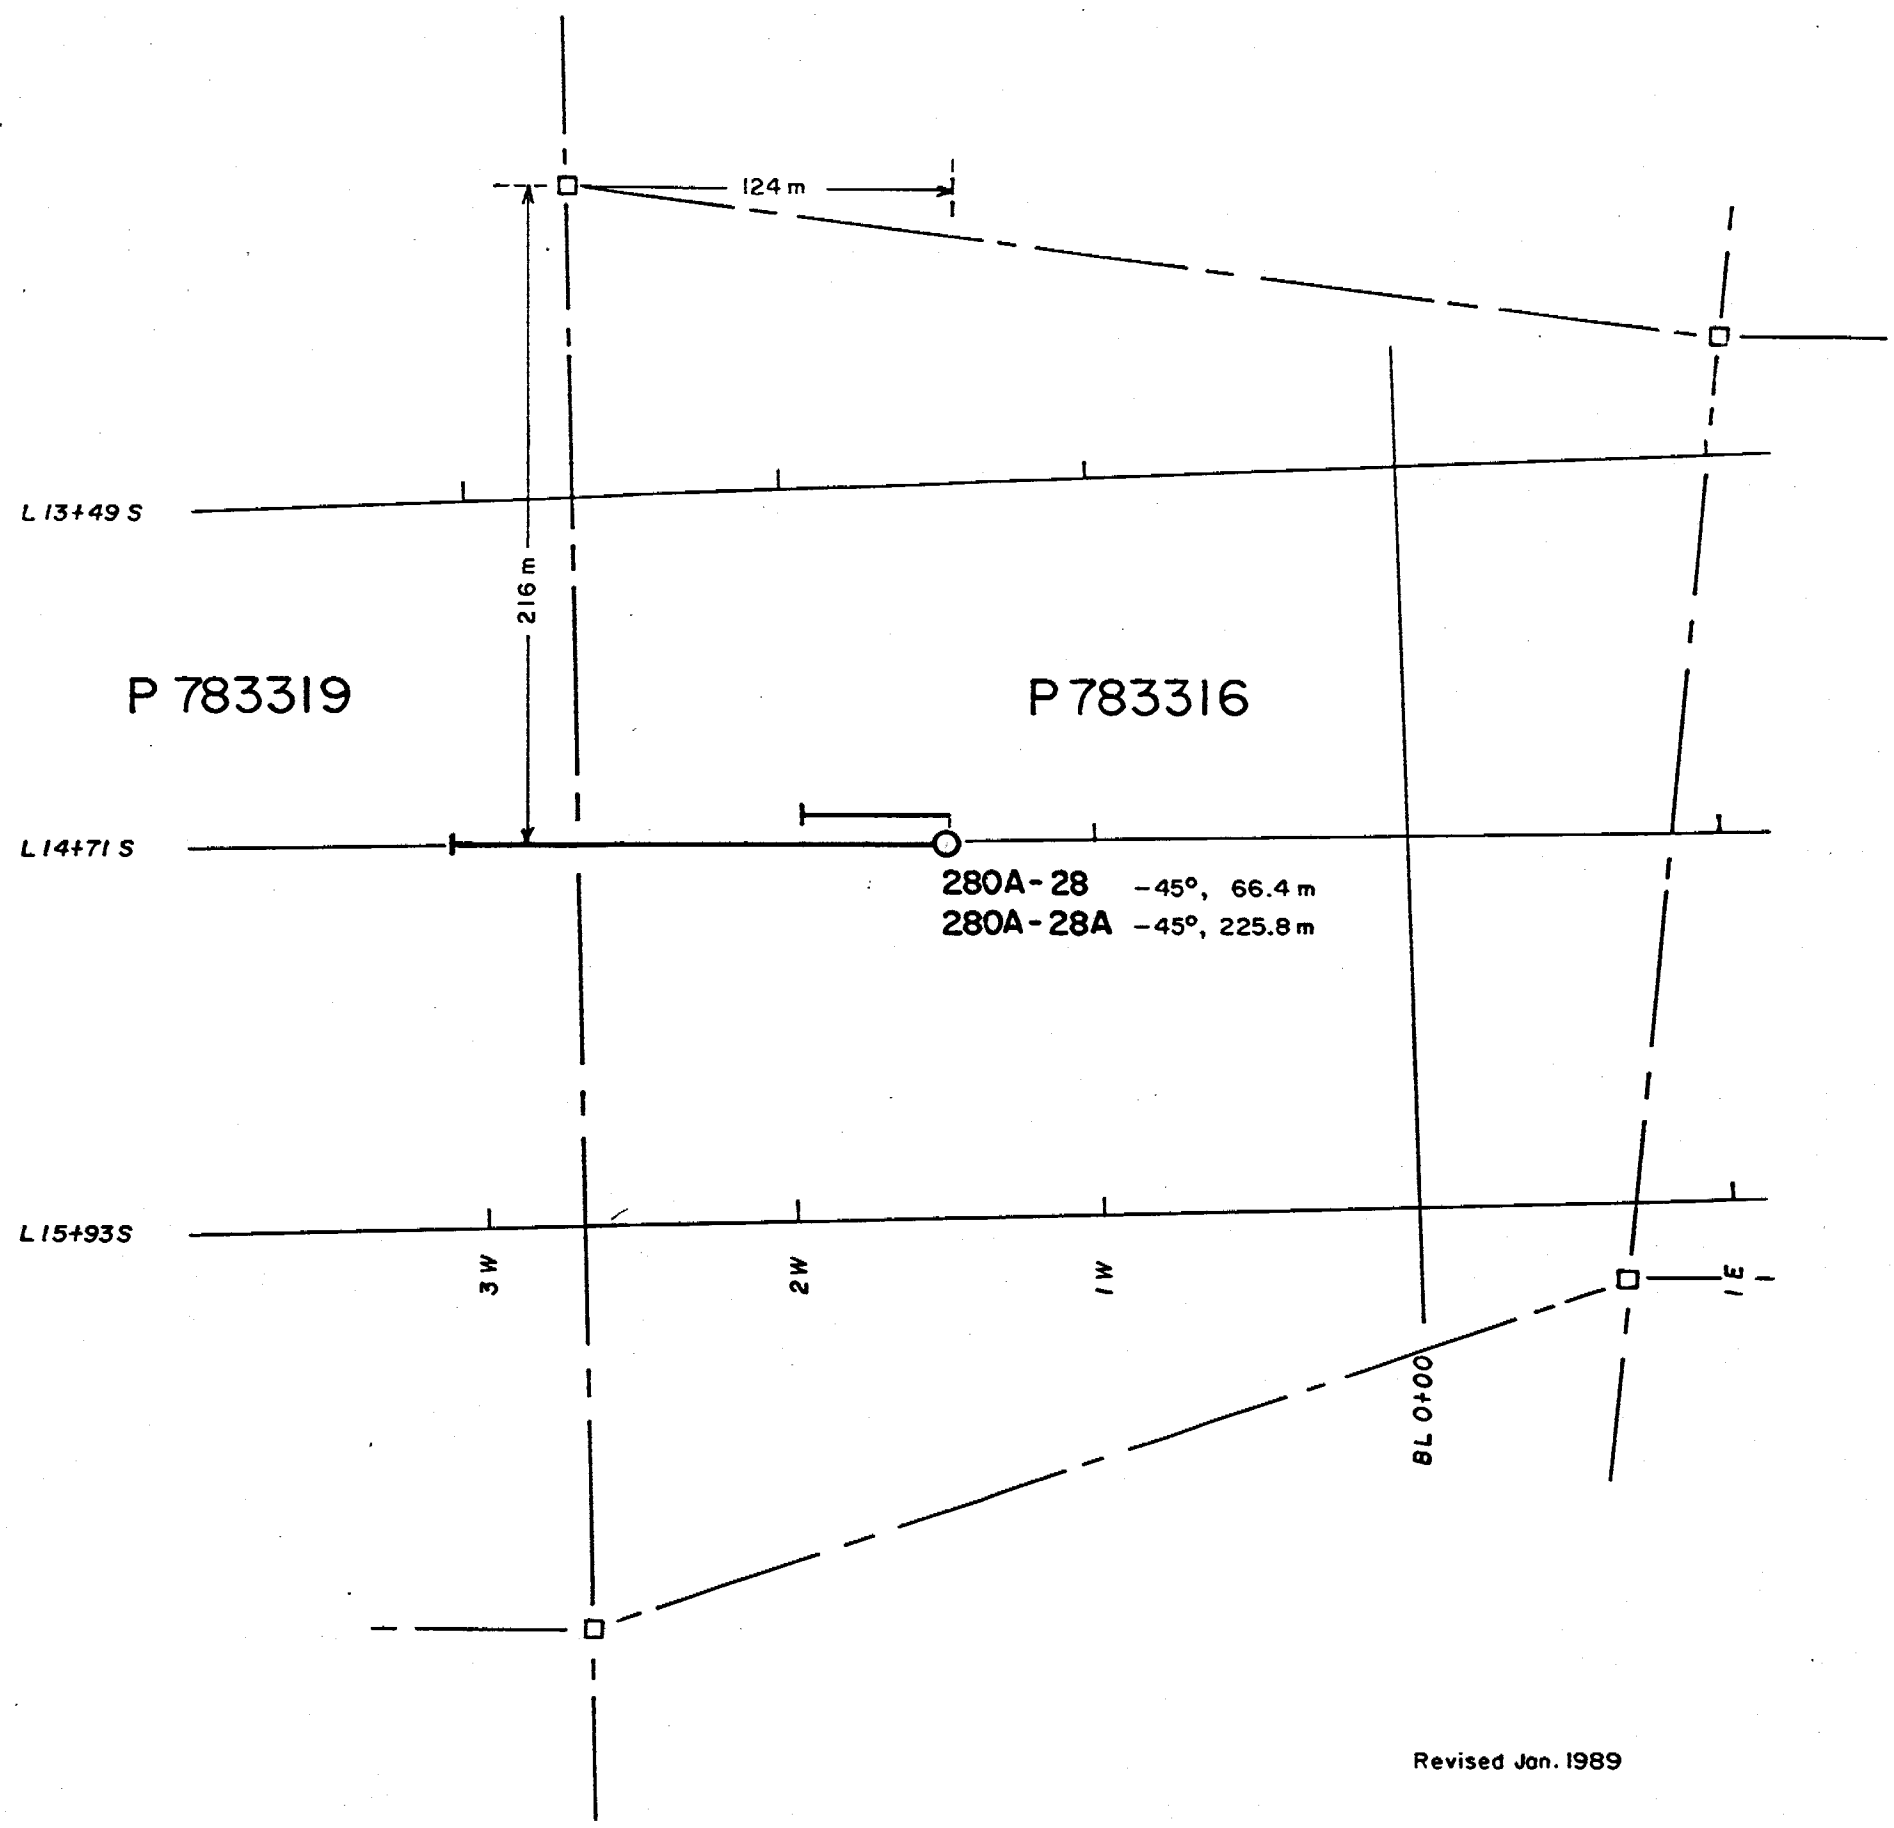 124 m
L 13+49 S
216 m
P 783319
P 783316
L 14+71 S
280A-28 -45°, 66.4 m
280A-28A -45°, 225.8 m
L 15+93 S
3 W
2 W
1 W
1 E
BL 0+00
Revised Jan. 1989